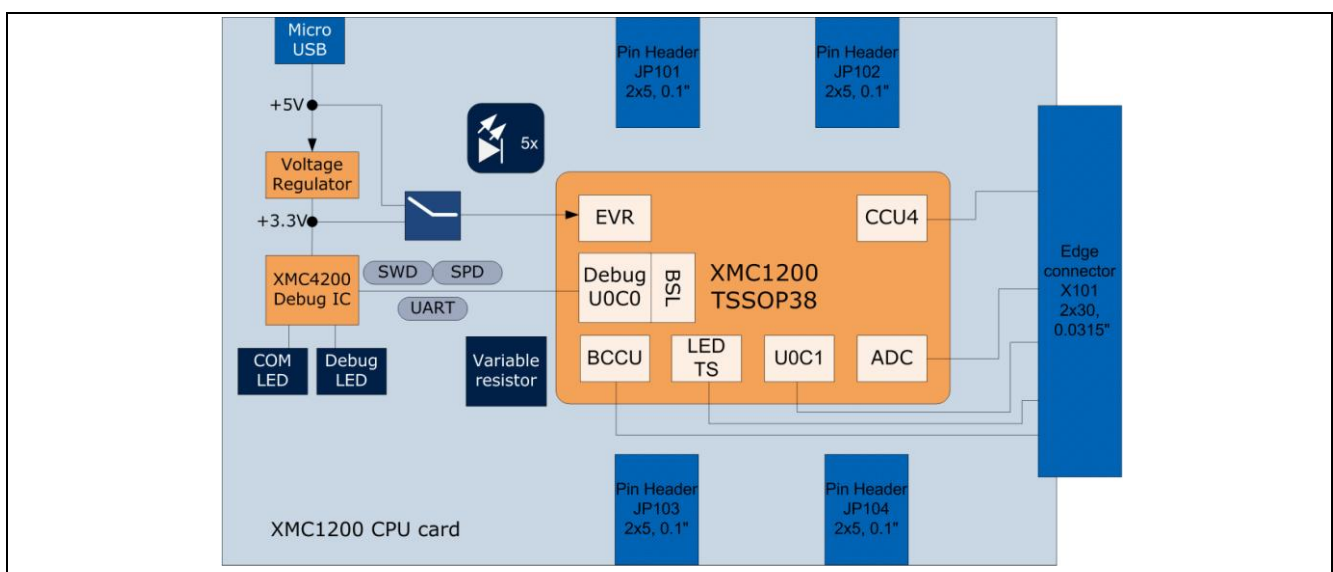 Micro
USB
Pin Header
JP101
2x5, 0.1"
Pin Header
JP102
2x5, 0.1"
+5V
5x
Voltage
Regulator
+3.3V
EVR
CCU4
XMC4200
Debug IC
SWD
SPD
UART
Debug
U0C0
BSL
XMC1200
TSSOP38
Edge
connector
X101
2x30,
0.0315"
COM
LED
Debug
LED
Variable
resistor
BCCU
LED
TS
U0C1
ADC
Pin Header
JP103
2x5, 0.1"
Pin Header
JP104
2x5, 0.1"
XMC1200 CPU card